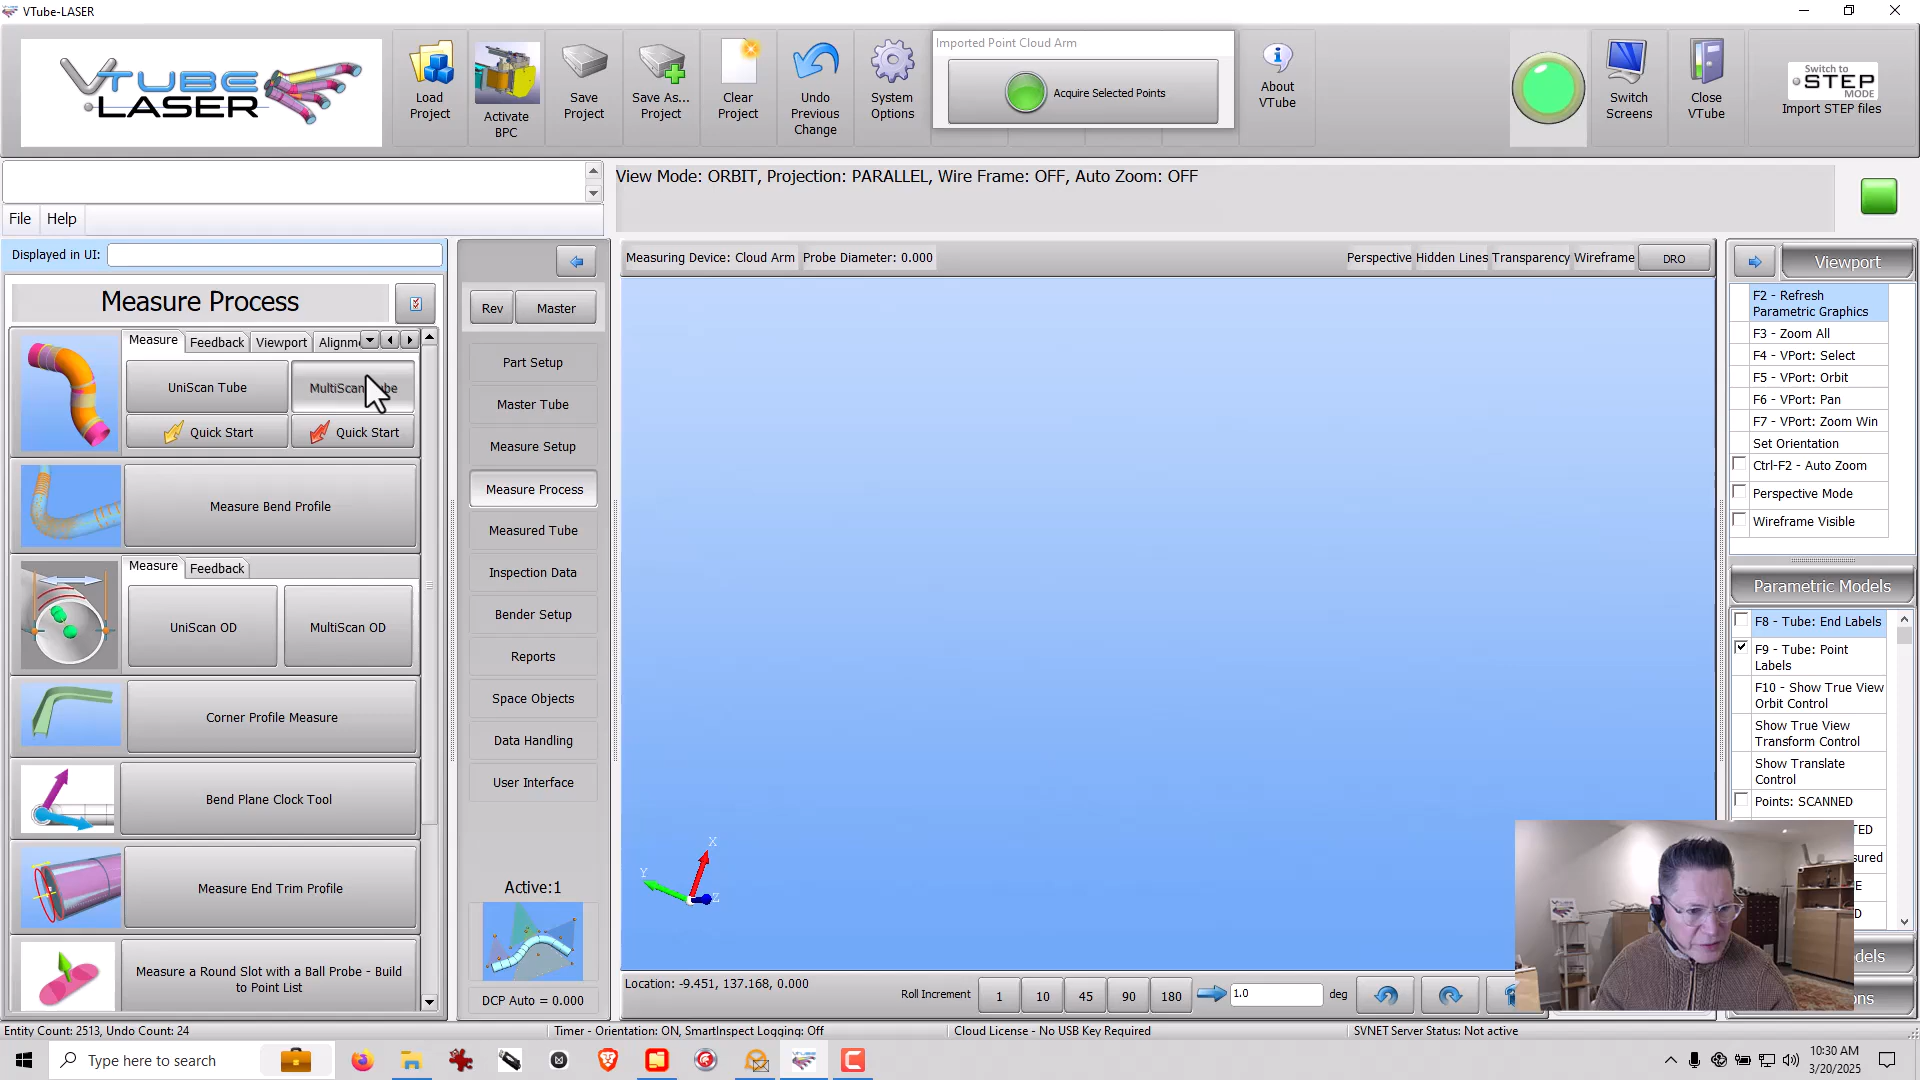 VTube-LASER
VTUBE
LASER
Load
Project
Activate
BPC
Save
Project
Save As...
Project
Clear
Project
Undo
Previous
Change
System
Options
Imported Point Cloud Arm
Acquire Selected Points
About
VTube
Switch
Screens
Close
VTube
Switch to
STEP
MODE
Import STEP files
View Mode: ORBIT, Projection: PARALLEL, Wire Frame: OFF, Auto Zoom: OFF
File Help
Displayed in UI:
Measure Process
Measure Feedback Viewport Alignme
UniScan Tube
Quick Start
Quick Start
Measure Bend Profile
Measure Feedback
UniScan OD
MultiScan OD
Corner Profile Measure
Bend Plane Clock Tool
Measure End Trim Profile
Measure a Round Slot with a Ball Probe - Build
to Point List
Rev Master
Part Setup
Master Tube
Measure Setup
Measure Process
Measured Tube
Inspection Data
Bender Setup
Reports
Space Objects
Data Handling
User Interface
Active:1
DCP Auto = 0.000
Measuring Device: Cloud Arm Probe Diameter: 0.000
Perspective Hidden Lines Transparency Wireframe DRO
X
Y
Z
Location: -9.451, 137.168, 0.000
Roll Increment 1 10 45 90 180 1.0 deg
Viewport
F2 - Refresh
Parametric Graphics
F3 - Zoom All
F4 - VPort: Select
F5 - VPort: Orbit
F6 - VPort: Pan
F7 - VPort: Zoom Win
Set Orientation
Ctrl-F2 - Auto Zoom
Perspective Mode
Wireframe Visible
Parametric Models
F8 - Tube: End Labels
F9 - Tube: Point
Labels
F10 - Show True View
Orbit Control
Show True View
Transform Control
Show Translate
Control
Points: SCANNED
TED
sured
E
D
dels
ons
Entity Count: 2513, Undo Count: 24
Timer - Orientation: ON, SmartInspect Logging: Off
Cloud License - No USB Key Required
SVNET Server Status: Not active
Type here to search
10:30 AM
3/20/2025